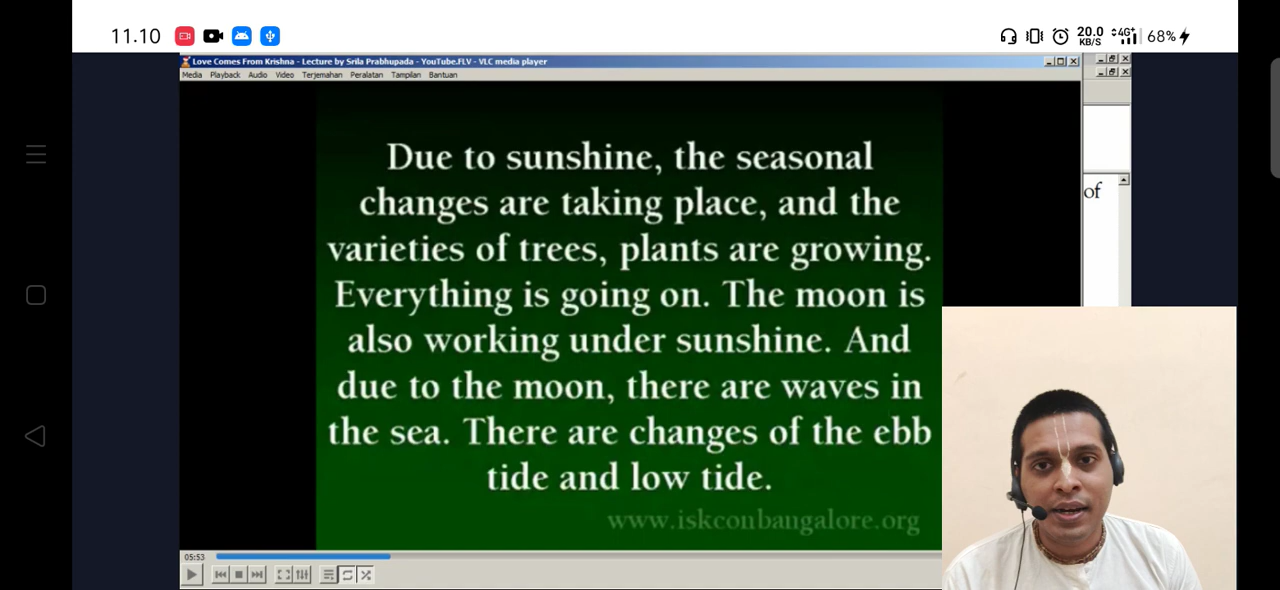 11.10
20.0 KB/S 4G+ 68%
Love Comes From Krishna - Lecture by Srila Prabhupada - YouTube.FLV - VLC media player
Media Playback Audio Video Terjemahan Peralatan Tampilan Bantuan
Due to sunshine, the seasonal
changes are taking place, and the
varieties of trees, plants are growing.
Everything is going on. The moon is
also working under sunshine. And
due to the moon, there are waves in
the sea. There are changes of the ebb
tide and low tide.
www.iskconbangalore.org
of
05:53